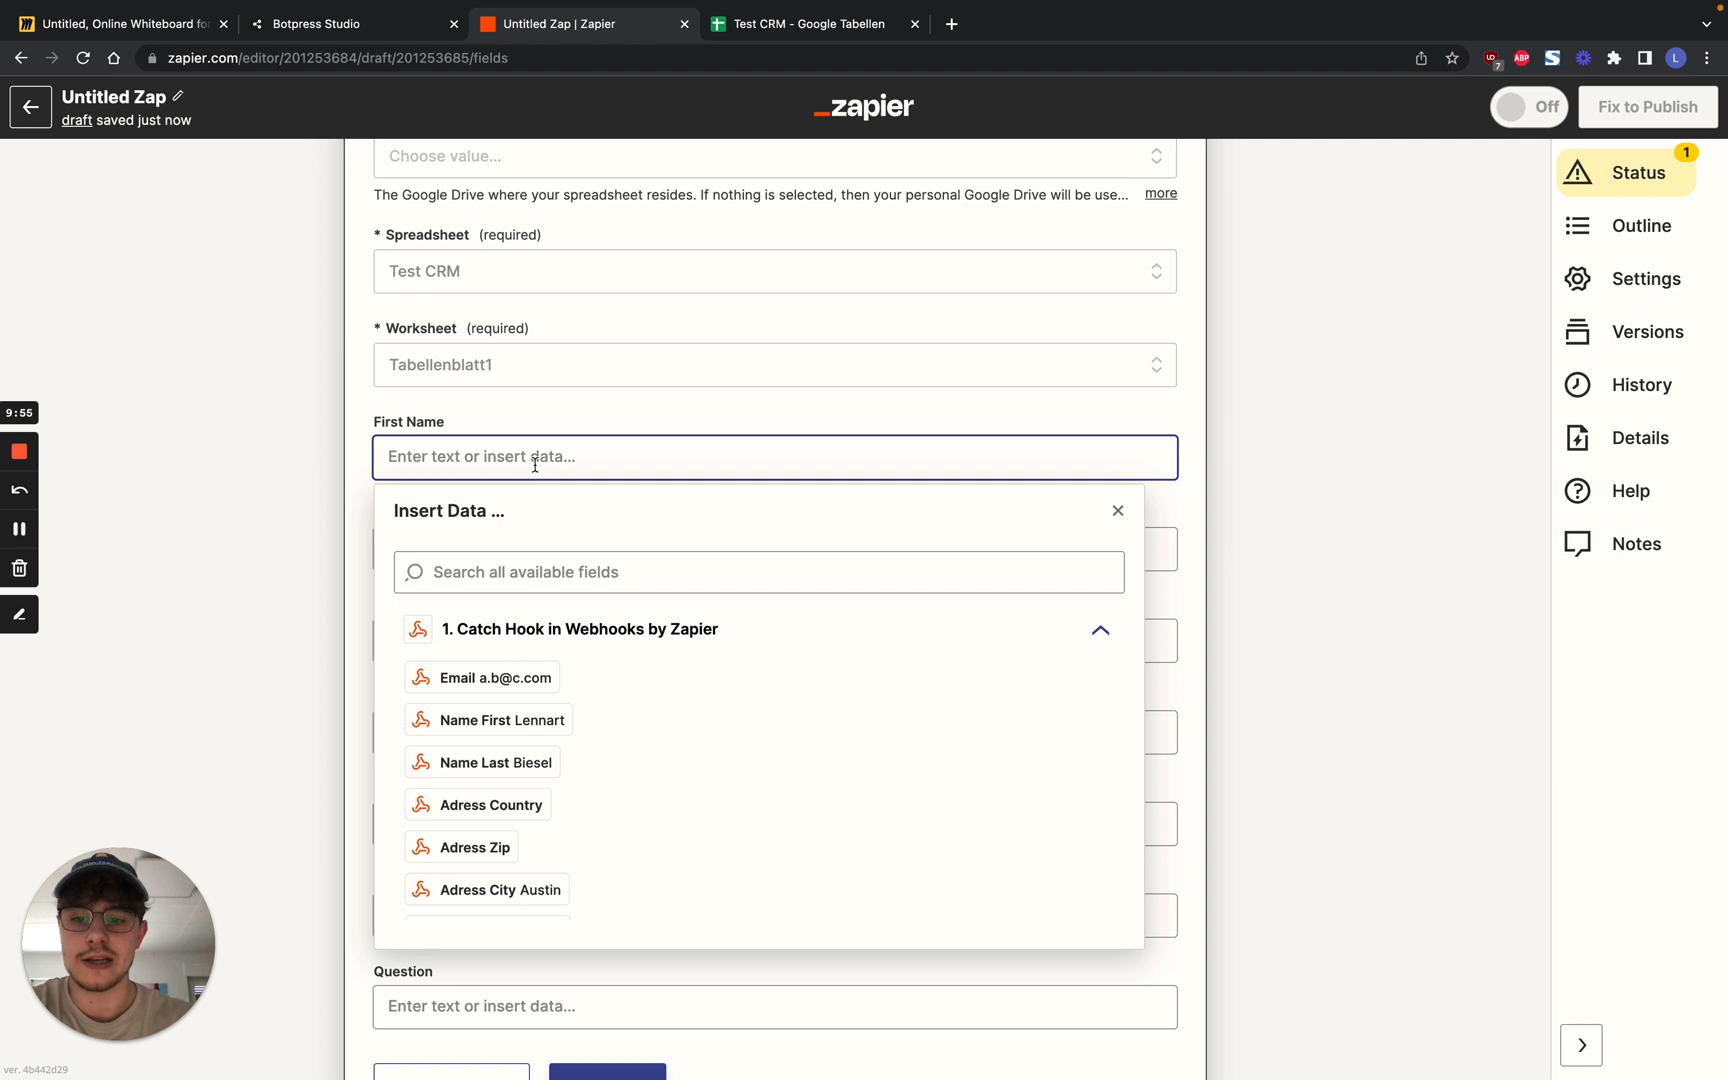 Untitled, Online Whiteboard for
Botpress Studio
Untitled Zap | Zapier
Test CRM - Google Tabellen
zapier.com/editor/201253684/draft/201253685/fields
7
ABP
S
L
Untitled Zap
draft saved just now
zapier
Off
Fix to Publish
Choose value...
The Google Drive where your spreadsheet resides. If nothing is selected, then your personal Google Drive will be use... more
* Spreadsheet (required)
Test CRM
* Worksheet (required)
Tabellenblatt1
First Name
Enter text or insert data...
Insert Data ...
Search all available fields
1. Catch Hook in Webhooks by Zapier
Email a.b@c.com
Name First Lennart
Name Last Biesel
Adress Country
Adress Zip
Adress City Austin
Question
Enter text or insert data...
1
Status
Outline
Settings
Versions
History
Details
Help
Notes
9:55
ver. 4b442d29